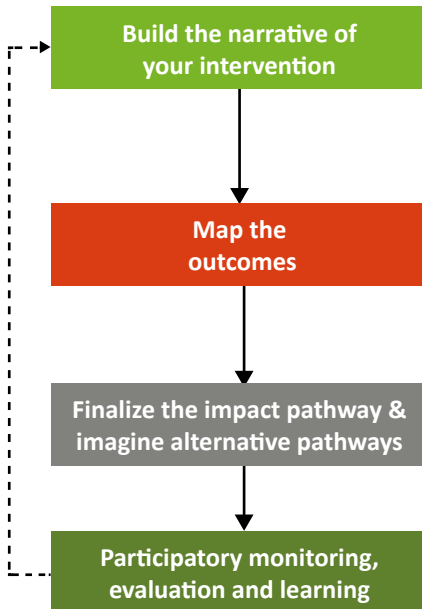 Build the narrative of
your intervention
Map the
outcomes
Finalize the impact pathway &
imagine alternative pathways
Participatory monitoring,
evaluation and learning